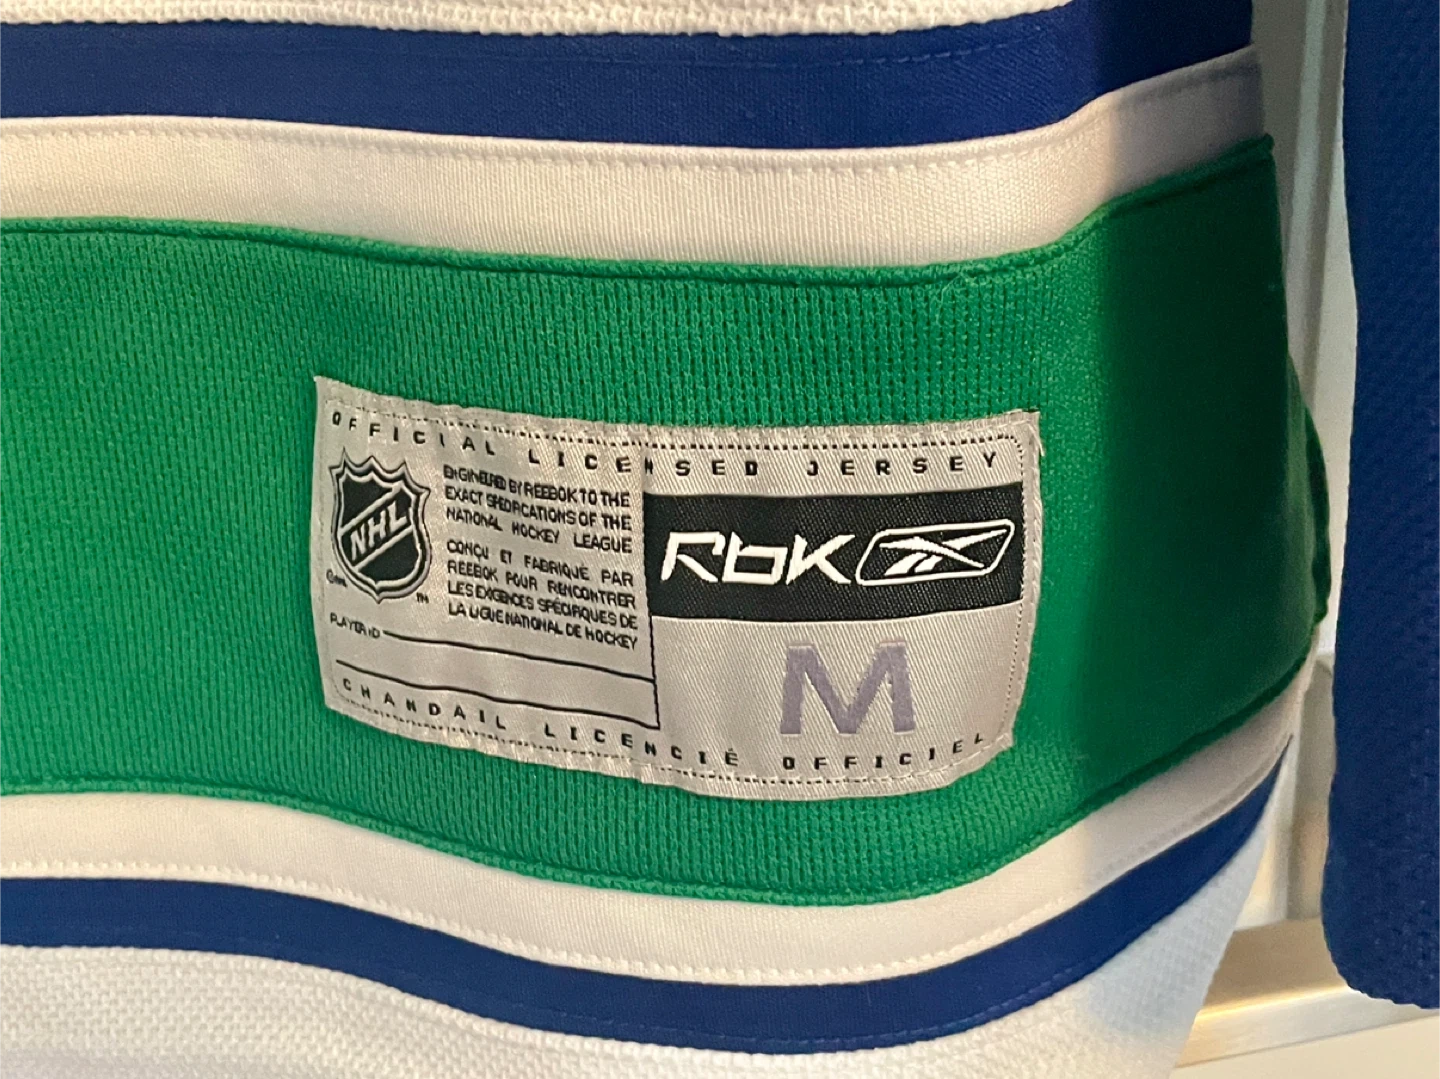 OFFICIAL LICENSED JERSEY
NHL
ENGINEERED BY REEBOK TO THE
EXACT SPECIFICATIONS OF THE
NATIONAL HOCKEY LEAGUE
CONÇU ET FABRIQUÉ PAR
REEBOK POUR RENCONTRER
LES EXIGENCES SPÉCIFIQUES DE
LA LIGUE NATIONAL DE HOCKEY
TM
PLAYER ID
RbK
M
CHANDAIL LICENCIÉ OFFICIEL